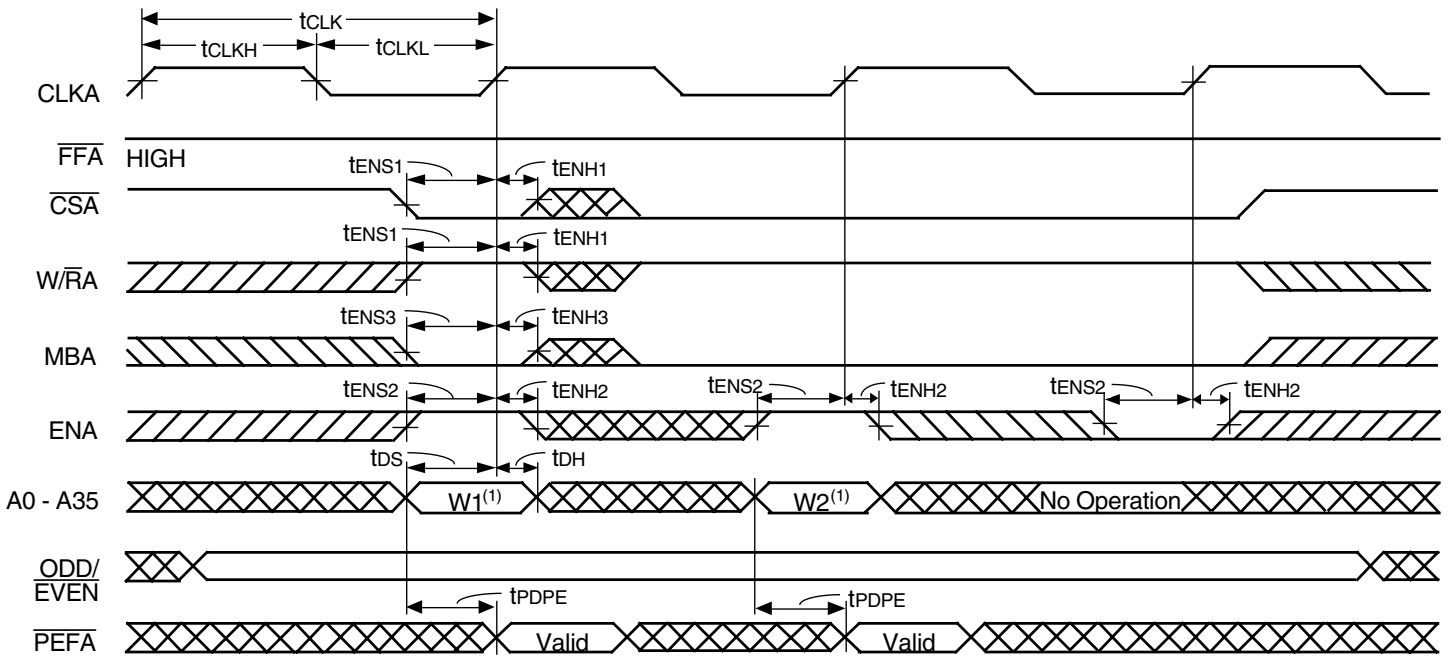 tCLK
tCLKH tCLKL
CLKA
FFA HIGH
tENS1 tENH1
CSA
tENS1 tENH1
W/RA
tENS3 tENH3
MBA
tENS2 tENH2 tENS2 tENH2 tENS2 tENH2
ENA
tDS tDH
A0 - A35 W1(1) W2(1) No Operation
ODD/
EVEN
tPDPE tPDPE
PEFA Valid Valid